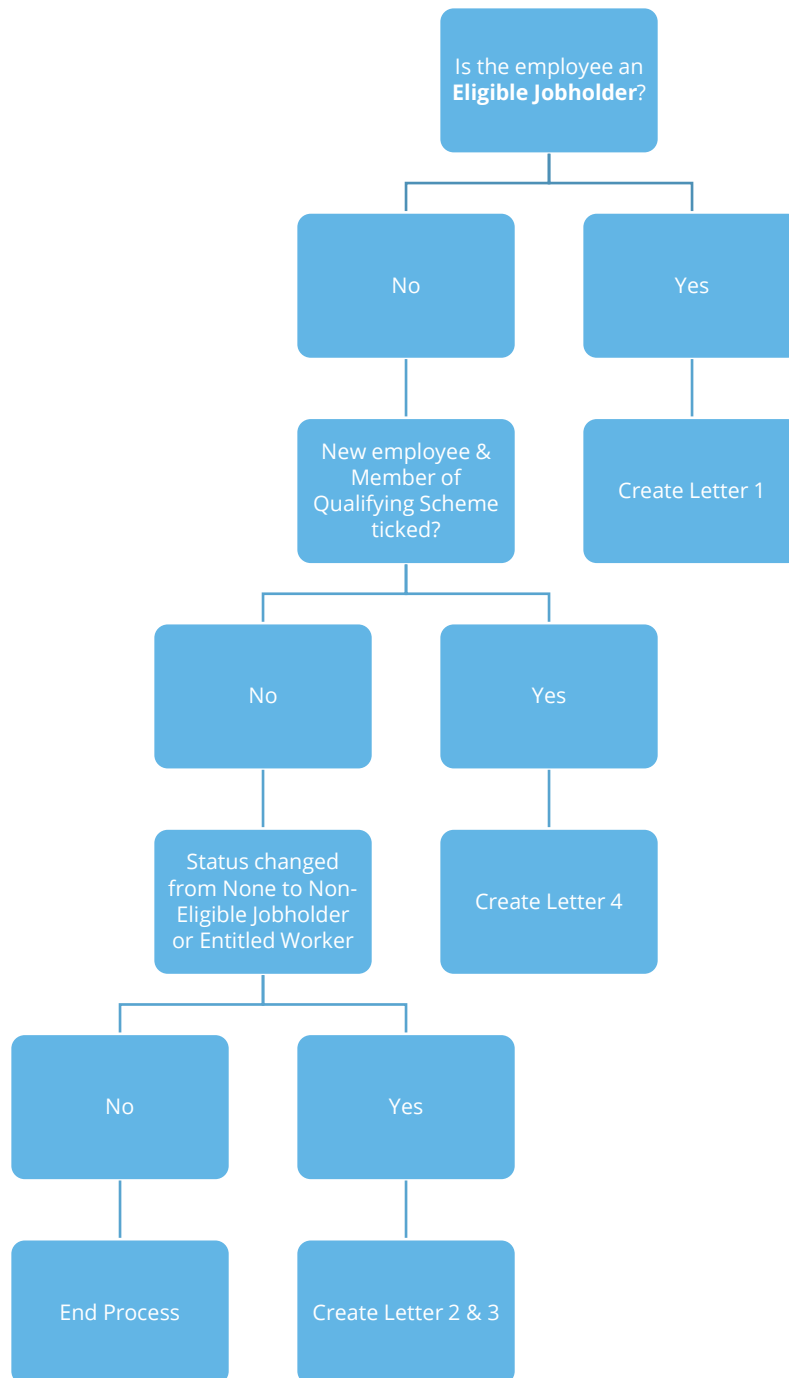 Is the employee an
Eligible Jobholder?
No
Yes
New employee &
Member of
Qualifying Scheme
ticked?
Create Letter 1
No
Yes
Status changed
from None to Non-
Eligible Jobholder
or Entitled Worker
Create Letter 4
No
Yes
End Process
Create Letter 2 & 3